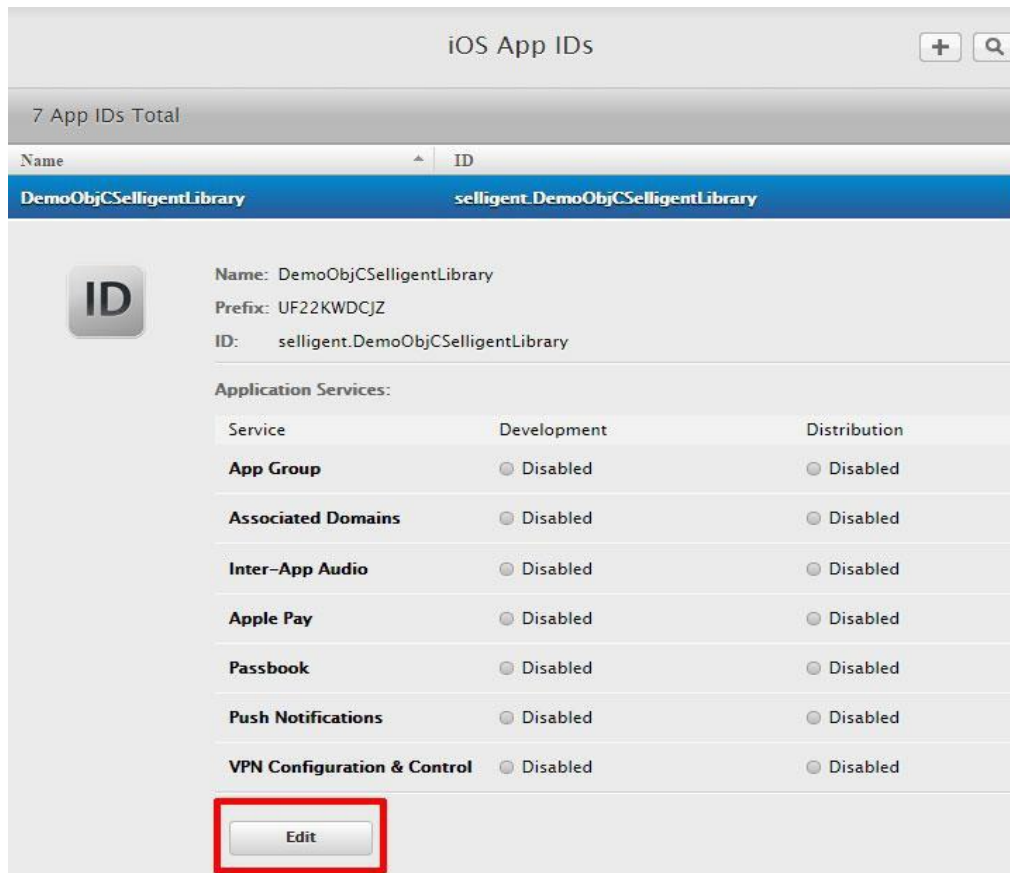 iOS App IDs
7 App IDs Total
Name ID
DemoObjCSelligentLibrary selligent.DemoObjCSelligentLibrary
ID
Name: DemoObjCSelligentLibrary
Prefix: UF22KWDCJZ
ID: selligent.DemoObjCSelligentLibrary
Application Services:
Service Development Distribution
App Group Disabled Disabled
Associated Domains Disabled Disabled
Inter-App Audio Disabled Disabled
Apple Pay Disabled Disabled
Passbook Disabled Disabled
Push Notifications Disabled Disabled
VPN Configuration & Control Disabled Disabled
Edit